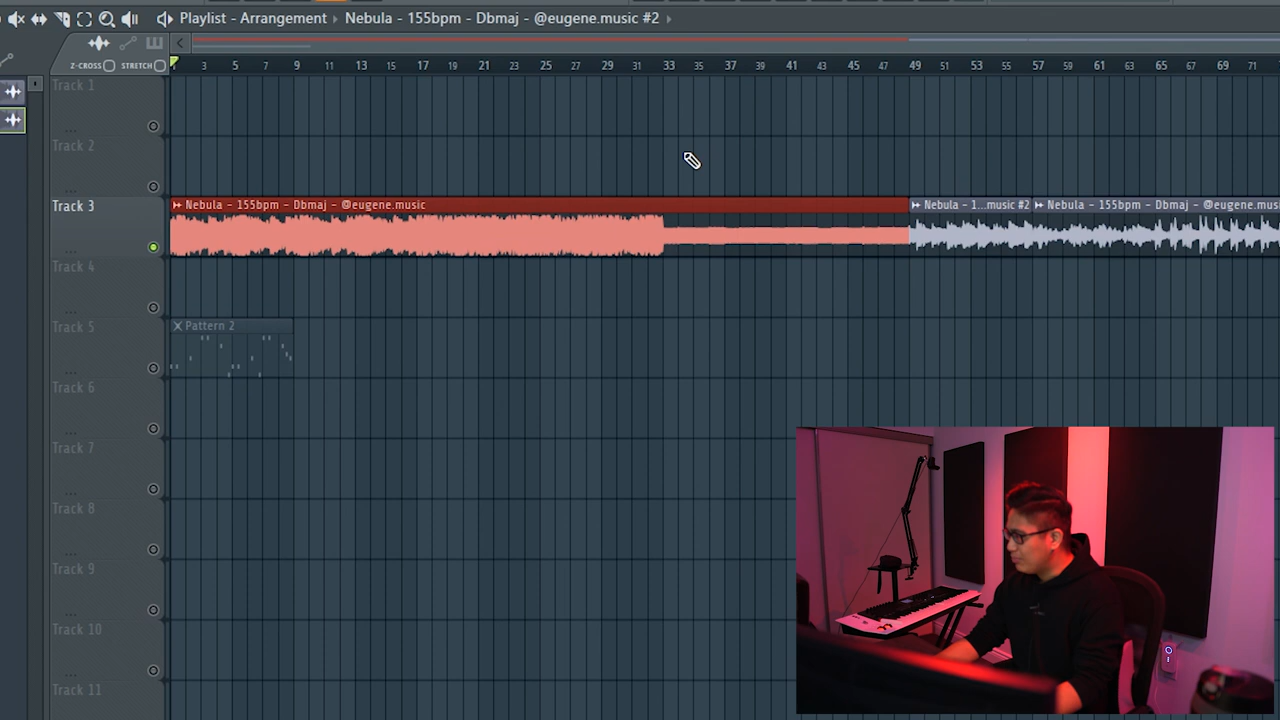 Playlist - Arrangement ▸ Nebula - 155bpm - Dbmaj - @eugene.music #2 ▸
Z-CROSS STRETCH
1 3 5 7 9 11 13 15 17 19 21 23 25 27 29 31 33 35 37 39 41 43 45 47 49 51 53 55 57 59 61 63 65 67 69 71
Track 1
...
Track 2
...
Track 3
Nebula - 155bpm - Dbmaj - @eugene.music
Nebula - 1...music #2
Nebula - 155bpm - Dbmaj - @eugene.mus
...
Track 4
...
Track 5
Pattern 2
...
Track 6
...
Track 7
...
Track 8
...
Track 9
...
Track 10
...
Track 11